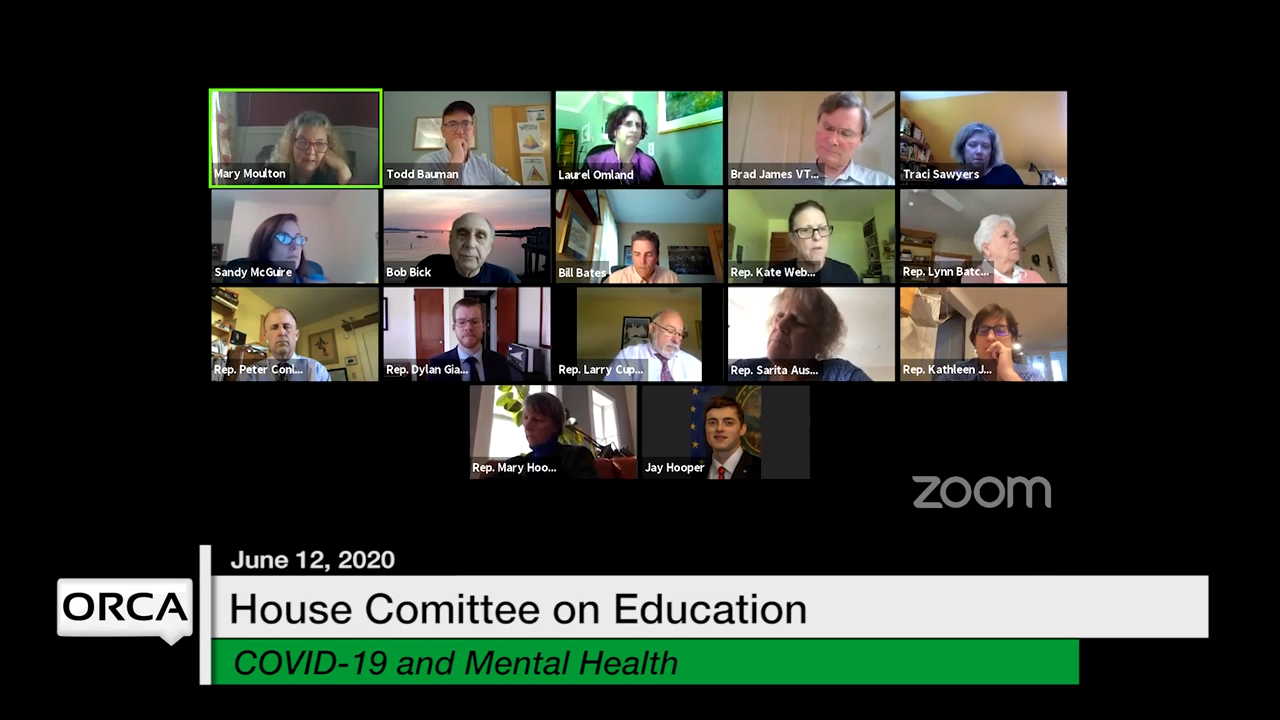 Mary Moulton
Todd Bauman
Laurel Omland
Brad James VT...
Traci Sawyers
Sandy McGuire
Bob Bick
Bill Bates
Rep. Kate Web...
Rep. Lynn Batc...
Rep. Peter Conl...
Rep. Dylan Gia...
Rep. Larry Cup...
Rep. Sarita Aus...
Rep. Kathleen J...
Rep. Mary Hoo...
Jay Hooper
zoom
June 12, 2020
ORCA
House Comittee on Education
COVID-19 and Mental Health